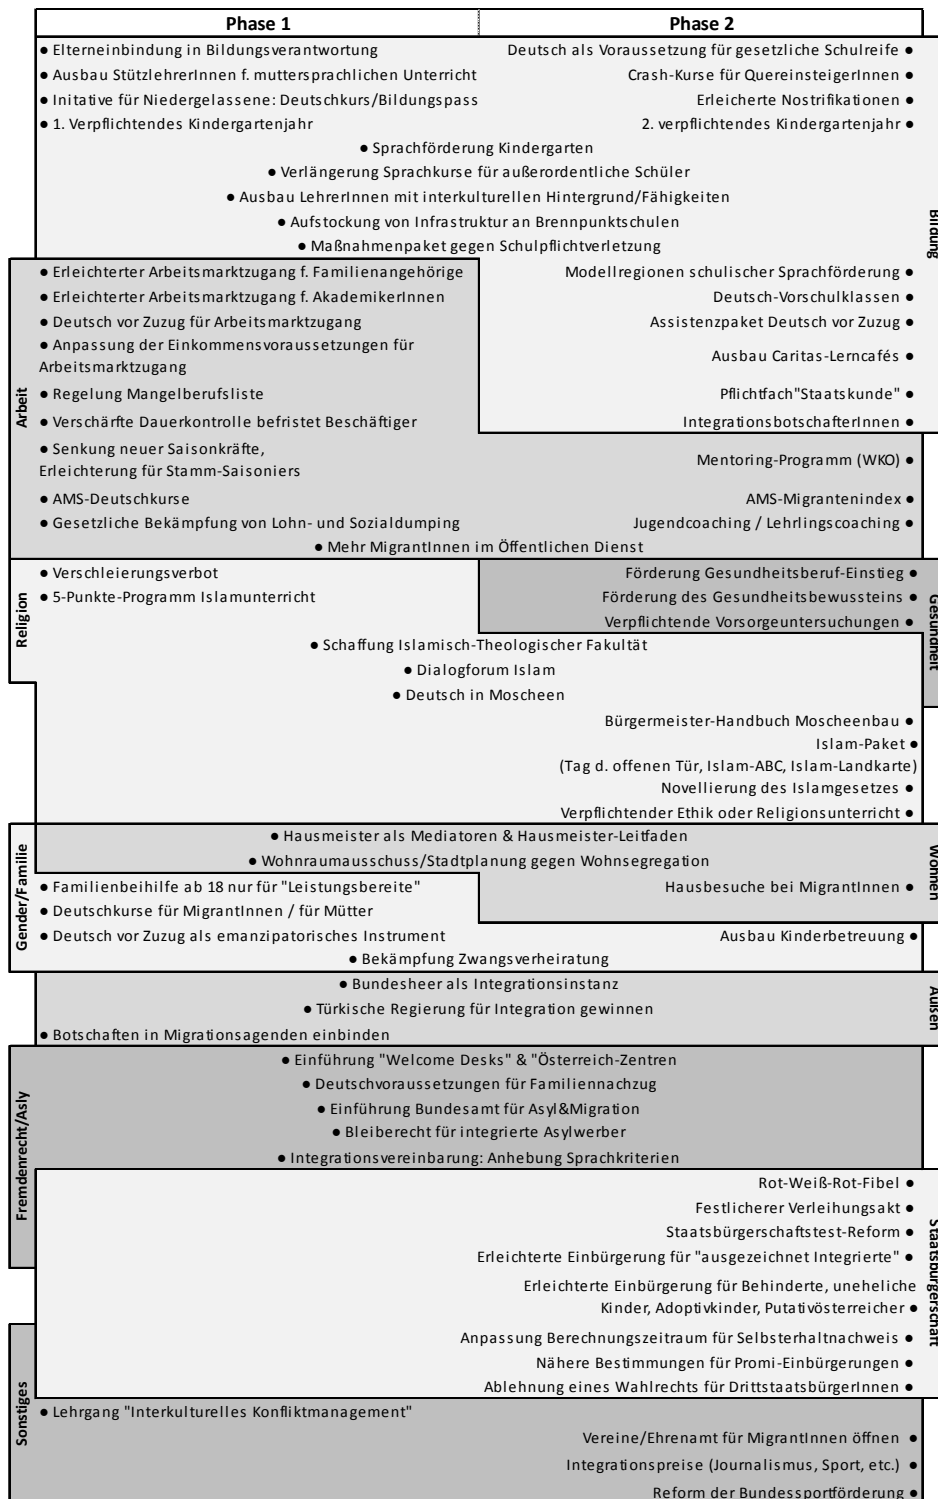 Phase 1
Phase 2
● Elterneinbindung in Bildungsverantwortung
Deutsch als Voraussetzung für gesetzliche Schulreife ●
● Ausbau StützlehrerInnen f. muttersprachlichen Unterricht
Crash-Kurse für QuereinsteigerInnen ●
● Initative für Niedergelassene: Deutschkurs/Bildungspass
Erleicherte Nostrifikationen ●
● 1. Verpflichtendes Kindergartenjahr
2. verpflichtendes Kindergartenjahr ●
● Sprachförderung Kindergarten
● Verlängerung Sprachkurse für außerordentliche Schüler
● Ausbau LehrerInnen mit interkulturellen Hintergrund/Fähigkeiten
● Aufstockung von Infrastruktur an Brennpunktschulen
● Maßnahmenpaket gegen Schulpflichtverletzung
Bildung
● Erleichterter Arbeitsmarktzugang f. Familienangehörige
Modellregionen schulischer Sprachförderung ●
● Erleichterter Arbeitsmarktzugang f. AkademikerInnen
Deutsch-Vorschulklassen ●
● Deutsch vor Zuzug für Arbeitsmarktzugang
Assistenzpaket Deutsch vor Zuzug ●
● Anpassung der Einkommensvoraussetzungen für
Arbeitsmarktzugang
Ausbau Caritas-Lerncafés ●
Arbeit
● Regelung Mangelberufsliste
Pflichtfach"Staatskunde" ●
● Verschärfte Dauerkontrolle befristet Beschäftiger
IntegrationsbotschafterInnen ●
● Senkung neuer Saisonkräfte,
Erleichterung für Stamm-Saisoniers
Mentoring-Programm (WKO) ●
● AMS-Deutschkurse
AMS-Migrantenindex ●
● Gesetzliche Bekämpfung von Lohn- und Sozialdumping
Jugendcoaching / Lehrlingscoaching ●
● Mehr MigrantInnen im Öffentlichen Dienst
● Verschleierungsverbot
Förderung Gesundheitsberuf-Einstieg ●
● 5-Punkte-Programm Islamunterricht
Förderung des Gesundheitsbewussteins ●
Verpflichtende Vorsorgeuntersuchungen ●
Religion
Gesundheit
● Schaffung Islamisch-Theologischer Fakultät
● Dialogforum Islam
● Deutsch in Moscheen
Bürgermeister-Handbuch Moscheenbau ●
Islam-Paket ●
(Tag d. offenen Tür, Islam-ABC, Islam-Landkarte)
Novellierung des Islamgesetzes ●
Verpflichtender Ethik oder Religionsunterricht ●
● Hausmeister als Mediatoren & Hausmeister-Leitfaden
● Wohnraumausschuss/Stadtplanung gegen Wohnsegregation
Gender/Familie
Wohnen
● Familienbeihilfe ab 18 nur für "Leistungsbereite"
Hausbesuche bei MigrantInnen ●
● Deutschkurse für MigrantInnen / für Mütter
● Deutsch vor Zuzug als emanzipatorisches Instrument
Ausbau Kinderbetreuung ●
● Bekämpfung Zwangsverheiratung
● Bundesheer als Integrationsinstanz
● Türkische Regierung für Integration gewinnen
Außen
● Botschaften in Migrationsagenden einbinden
● Einführung "Welcome Desks" & "Österreich-Zentren
● Deutschvoraussetzungen für Familiennachzug
● Einführung Bundesamt für Asyl&Migration
● Bleiberecht für integrierte Asylwerber
● Integrationsvereinbarung: Anhebung Sprachkriterien
Fremdenrecht/Asly
Rot-Weiß-Rot-Fibel ●
Festlicherer Verleihungsakt ●
Staatsbürgerschaftstest-Reform ●
Erleichterte Einbürgerung für "ausgezeichnet Integrierte" ●
Erleichterte Einbürgerung für Behinderte, uneheliche
Kinder, Adoptivkinder, Putativösterreicher ●
Staatsbürgerschaft
Anpassung Berechnungszeitraum für Selbsterhaltnachweis ●
Nähere Bestimmungen für Promi-Einbürgerungen ●
Ablehnung eines Wahlrechts für DrittstaatsbürgerInnen ●
Sonstiges
● Lehrgang "Interkulturelles Konfliktmanagement"
Vereine/Ehrenamt für MigrantInnen öffnen ●
Integrationspreise (Journalismus, Sport, etc.) ●
Reform der Bundessportförderung ●